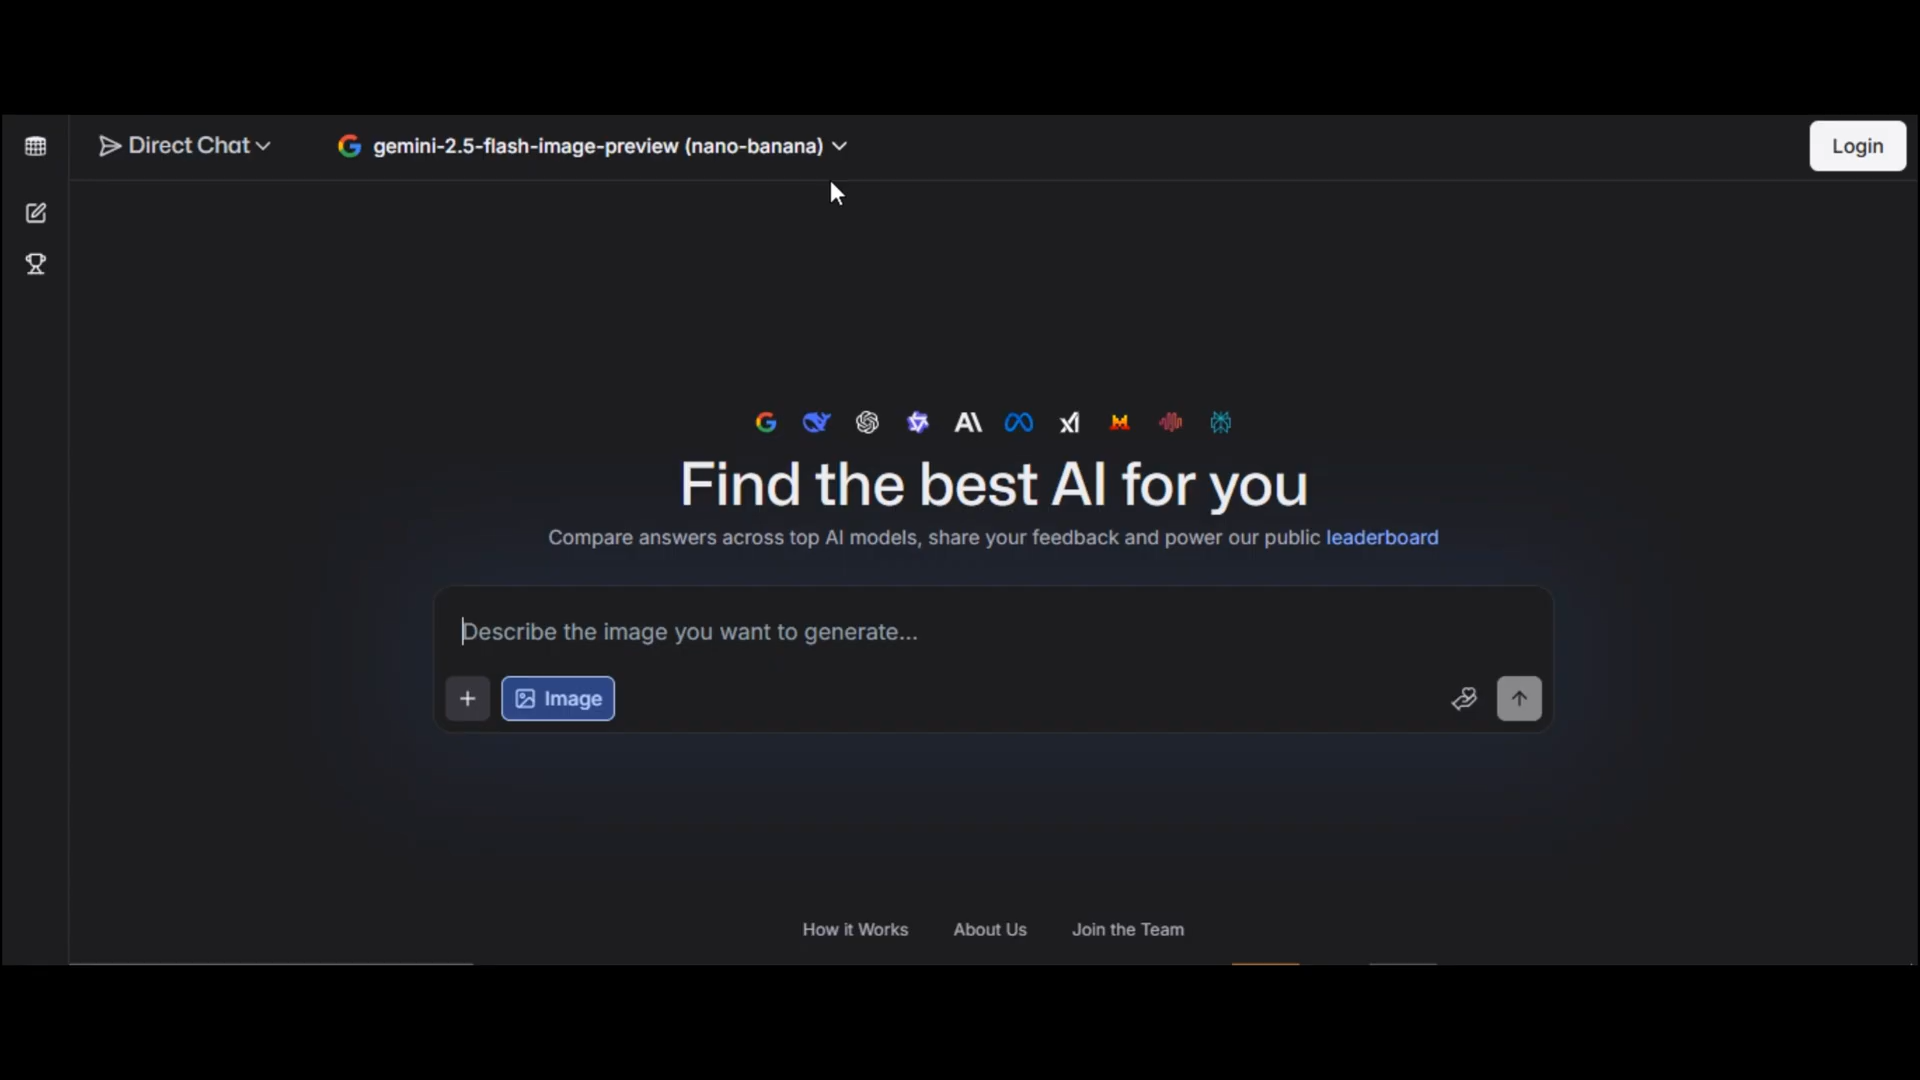 Direct Chat
gemini-2.5-flash-image-preview (nano-banana)
Login
Find the best AI for you
Compare answers across top AI models, share your feedback and power our public leaderboard
Describe the image you want to generate...
Image
How it Works
About Us
Join the Team